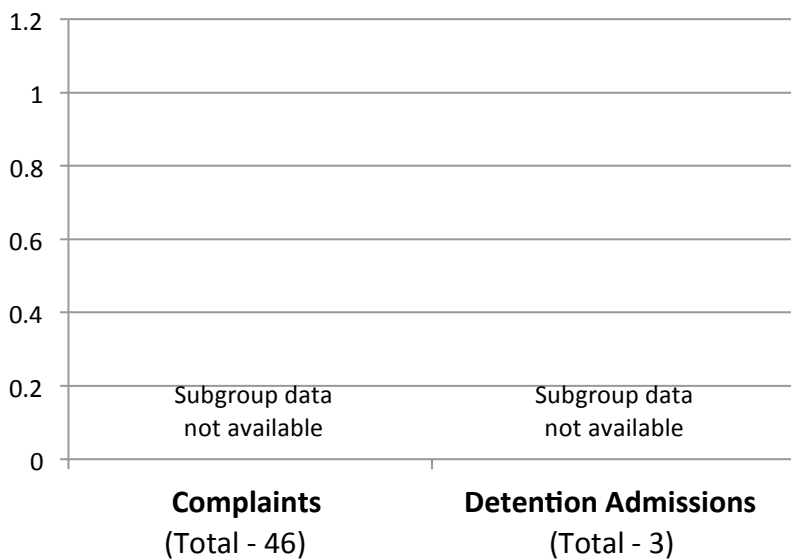 1.2
1
0.8
0.6
0.4
0.2
0
Subgroup data
not available
Subgroup data
not available
Complaints
(Total - 46)
Detention Admissions
(Total - 3)